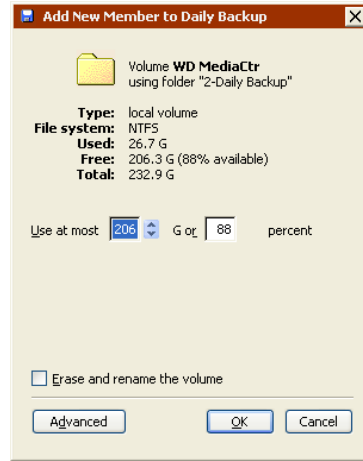 Add New Member to Daily Backup
Volume WD MediaCtr
using folder "2-Daily Backup"
Type: local volume
File system: NTFS
Used: 26.7 G
Free: 206.3 G (88% available)
Total: 232.9 G
Use at most 206 G or 88 percent
Erase and rename the volume
Advanced OK Cancel